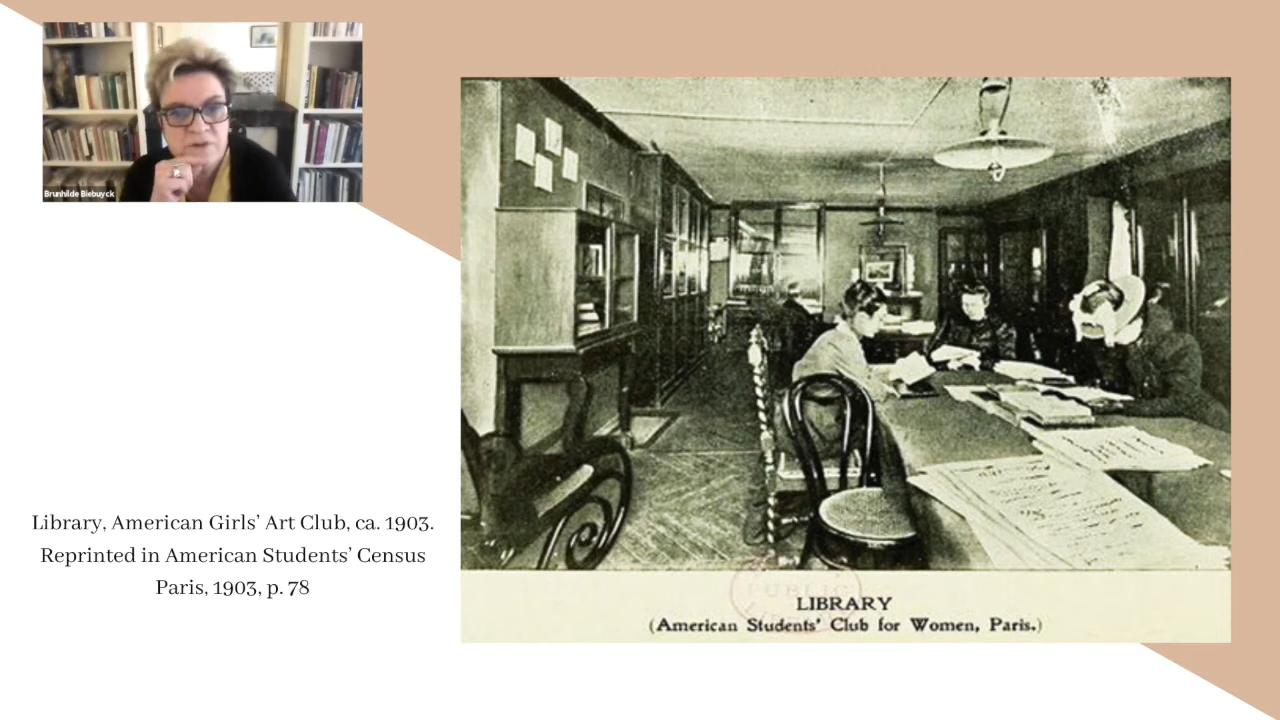 Brunhilde Biebuyck
Library, American Girls’ Art Club, ca. 1903.
Reprinted in American Students’ Census
Paris, 1903, p. 78
PUBLIC
LIBRARY
(American Students’ Club for Women, Paris.)